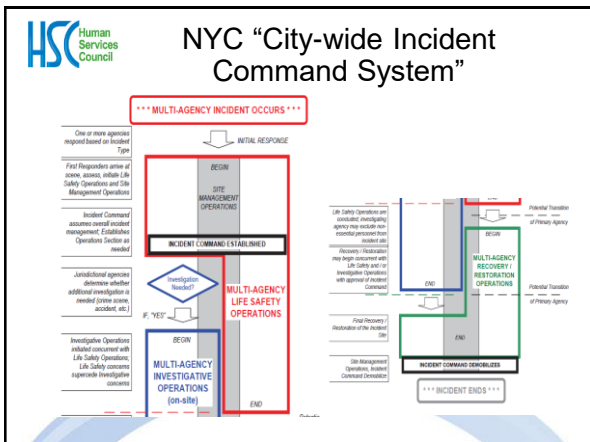 HSC Human
Services
Council
NYC “City-wide Incident
Command System”
* * * MULTI-AGENCY INCIDENT OCCURS * * *
One or more agencies
respond based on Incident
Type
INITIAL RESPONSE
First Responders arrive at
scene, assess, initiate Life
Safety Operations and Site
Management Operations
BEGIN
SITE
MANAGEMENT
OPERATIONS
Incident Command
assumes overall incident
management; Establishes
Operations Section as
needed
INCIDENT COMMAND ESTABLISHED
Jurisdictional agencies
determine whether
additional investigation is
needed (crime scene,
accident, etc.)
Investigation
Needed?
MULTI-AGENCY
LIFE SAFETY
OPERATIONS
IF, "YES"
Investigative Operations
initiated concurrent with
Life Safety Operations;
Life Safety concerns
supercede Investigative
concerns
BEGIN
MULTI-AGENCY
INVESTIGATIVE
OPERATIONS
(on-site)
END
Life Safety Operations are
concluded; investigating
agency may exclude non-
essential personnel from
incident site
Potential Transition
of Primary Agency
Recovery / Restoration
may begin concurrent with
Life Safety and / or
Investigative Operations
with approval of Incident
Command
BEGIN
MULTI-AGENCY
RECOVERY /
RESTORATION
OPERATIONS
END
Potential Transition
of Primary Agency
Final Recovery /
Restoration of the Incident
Site
END
Site-Management
Operations, Incident
Command Demobilize
INCIDENT COMMAND DEMOBILIZES
* * * INCIDENT ENDS * * *